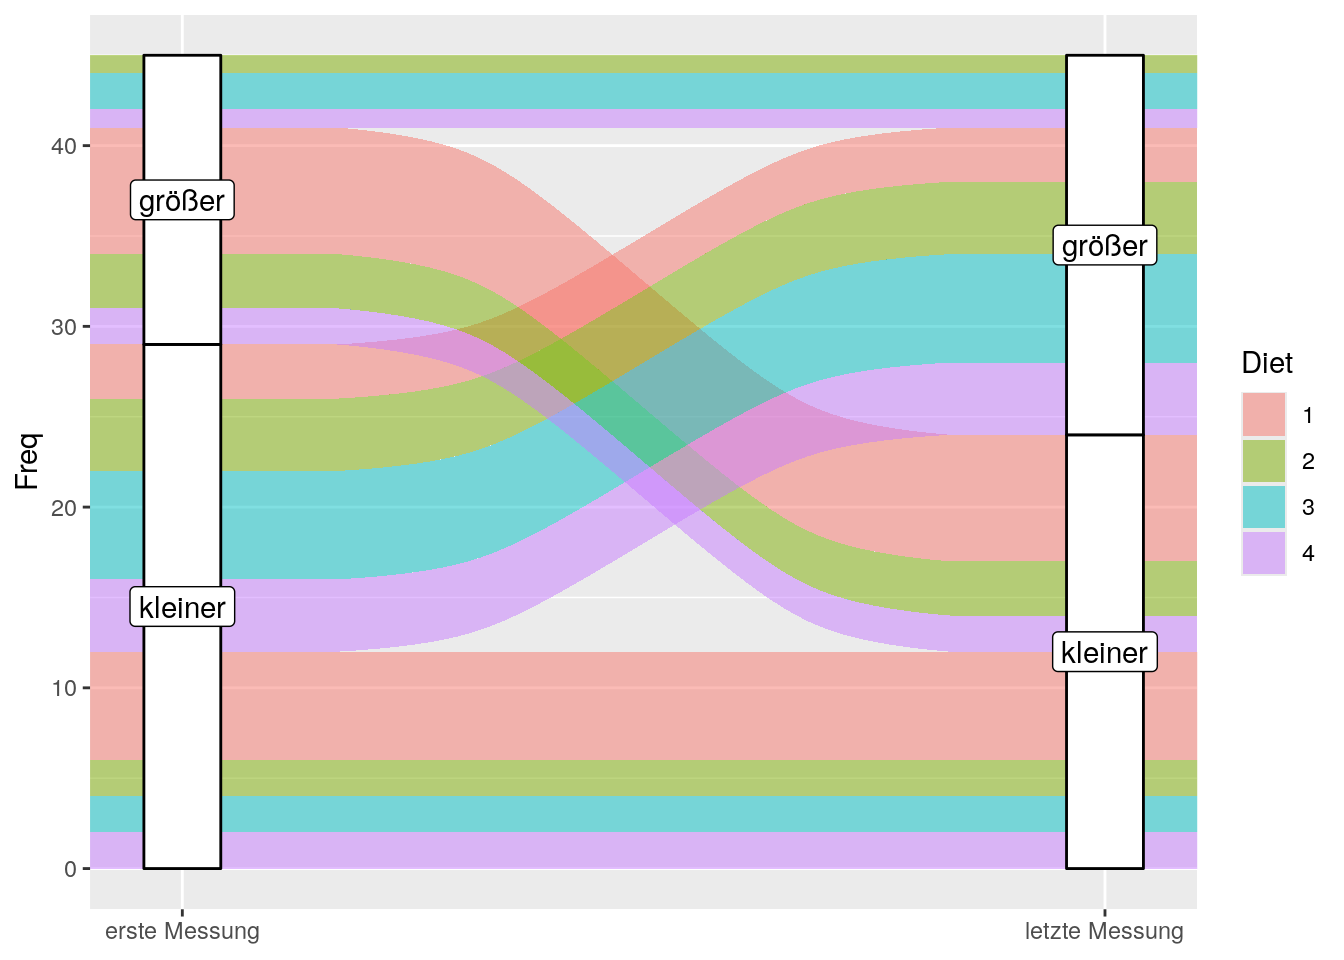 Freq
40
30
20
10
0
größer
kleiner
größer
kleiner
erste Messung
letzte Messung
Diet
1
2
3
4